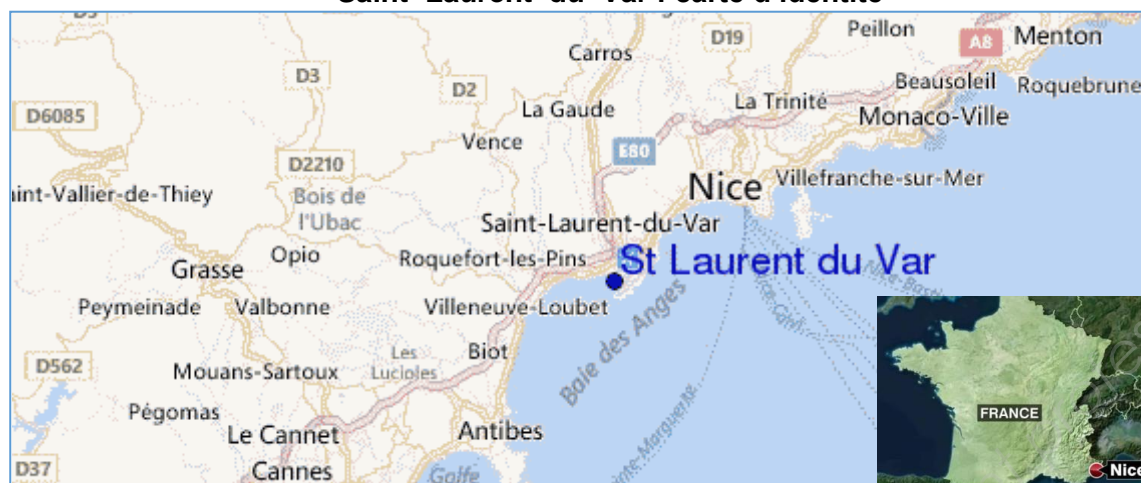 Saint-Laurent-du-Var : carte d'identité
D19
Peillon
A8
Menton
Carros
D3
D2
Beausoleil
Roquebrune
La Trinité
D6085
La Gaude
Monaco-Ville
Vence
E80
D2210
Nice
Villefranche-sur-Mer
int-Vallier-de-Thiey
Bois de
l'Ubac
Saint-Laurent-du-Var
Opio
Roquefort-les-Pins
St Laurent du Var
Grasse
Peymeinade
Valbonne
Villeneuve-Loubet
Baie des Anges
Biot
Les
Lucioles
D562
Mouans-Sartoux
Pégomas
Le Cannet
Antibes
FRANCE
D37
Cannes
Golfe
Nice